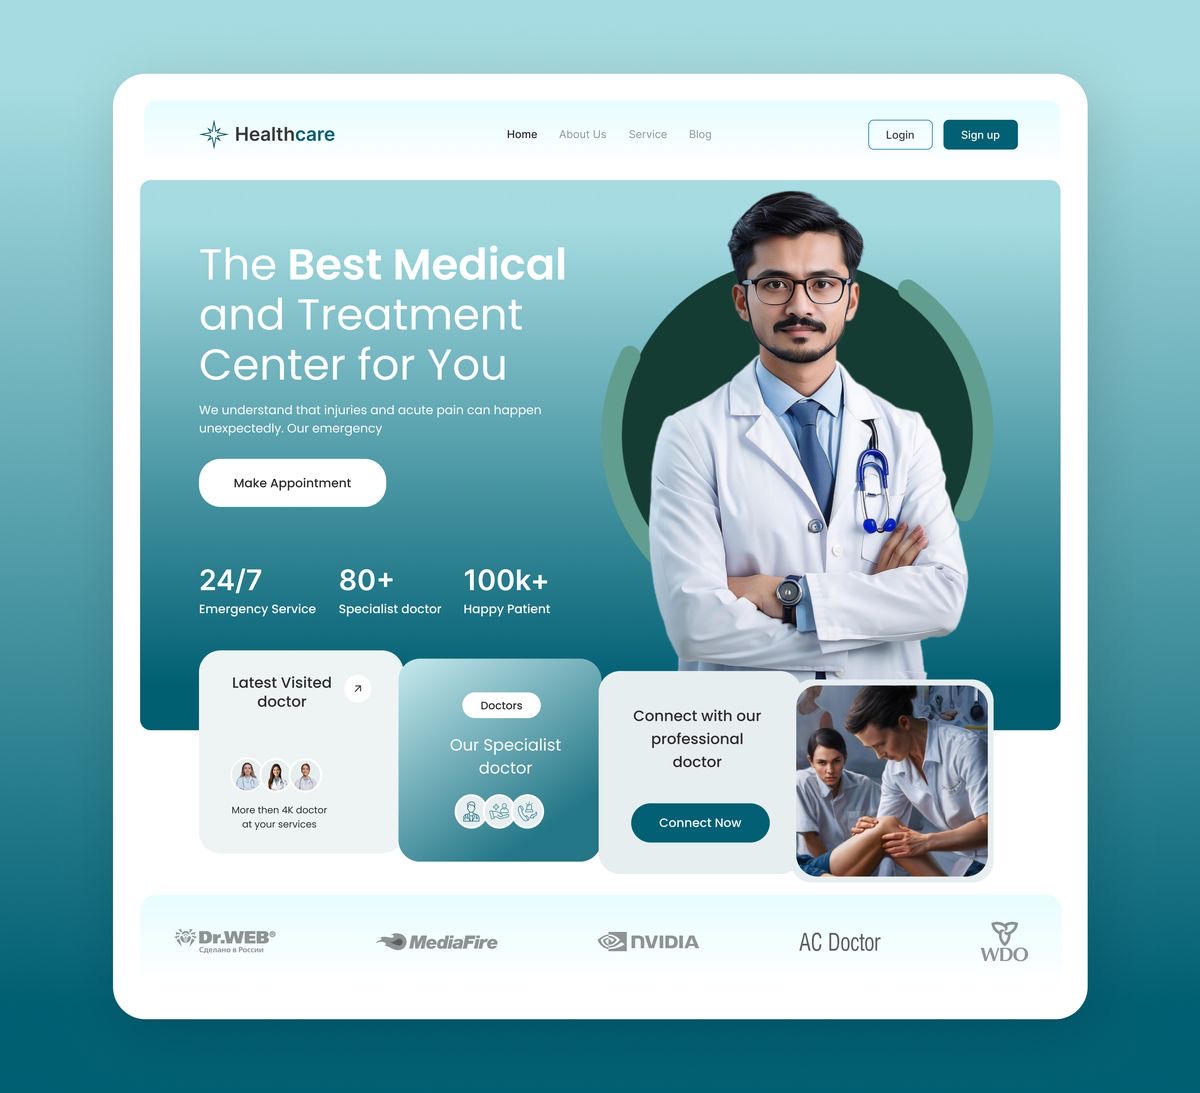 Healthcare
Home
About Us
Service
Blog
Login
Sign up
The Best Medical
and Treatment
Center for You
We understand that injuries and acute pain can happen
unexpectedly. Our emergency
Make Appointment
24/7
Emergency Service
80+
Specialist doctor
100k+
Happy Patient
Latest Visited
doctor
More then 4K doctor
at your services
Doctors
Our Specialist
doctor
Connect with our
professional
doctor
Connect Now
Dr.WEB®
Сделано в России
MediaFire
NVIDIA
AC Doctor
WDO